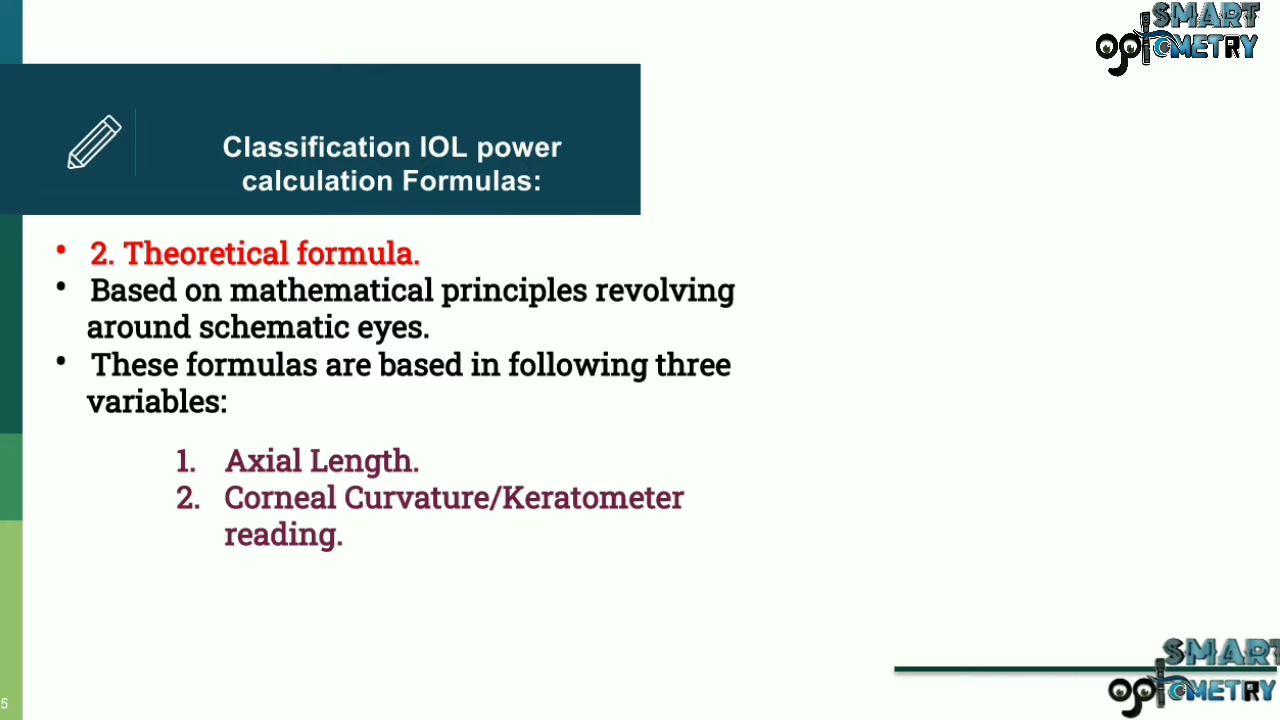 SMART
optOMETRY
Classification IOL power
calculation Formulas:
• 2. Theoretical formula.
• Based on mathematical principles revolving
around schematic eyes.
• These formulas are based in following three
variables:
1. Axial Length.
2. Corneal Curvature/Keratometer
reading.
SMART
optOMETRY
5